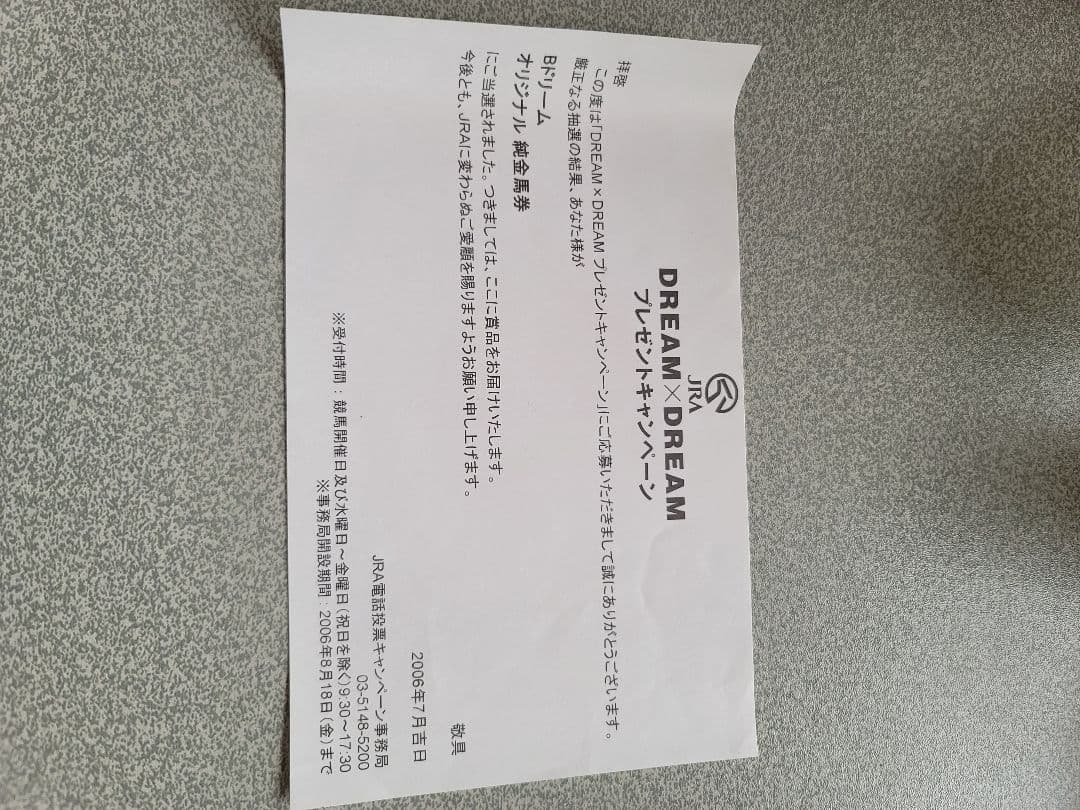 JRA
DREAM×DREAM
プレゼントキャンペーン
拝啓
この度は「DREAM×DREAM プレゼントキャンペーン」にご応募いただきまして誠にありがとうございます。
厳正なる抽選の結果、あなた様が
Bドリーム
オリジナル 純金馬券
にご当選されました。つきましては、ここに賞品をお届けいたします。
今後とも、JRAに変わらぬご愛顧を賜りますようお願い申し上げます。
敬具
2006年7月吉日
JRA電話投票キャンペーン事務局
03-5148-5200
※受付時間：競馬開催日及び水曜日～金曜日(祝日を除く)9:30～17:30
※事務局開設期間：2006年8月18日(金)まで